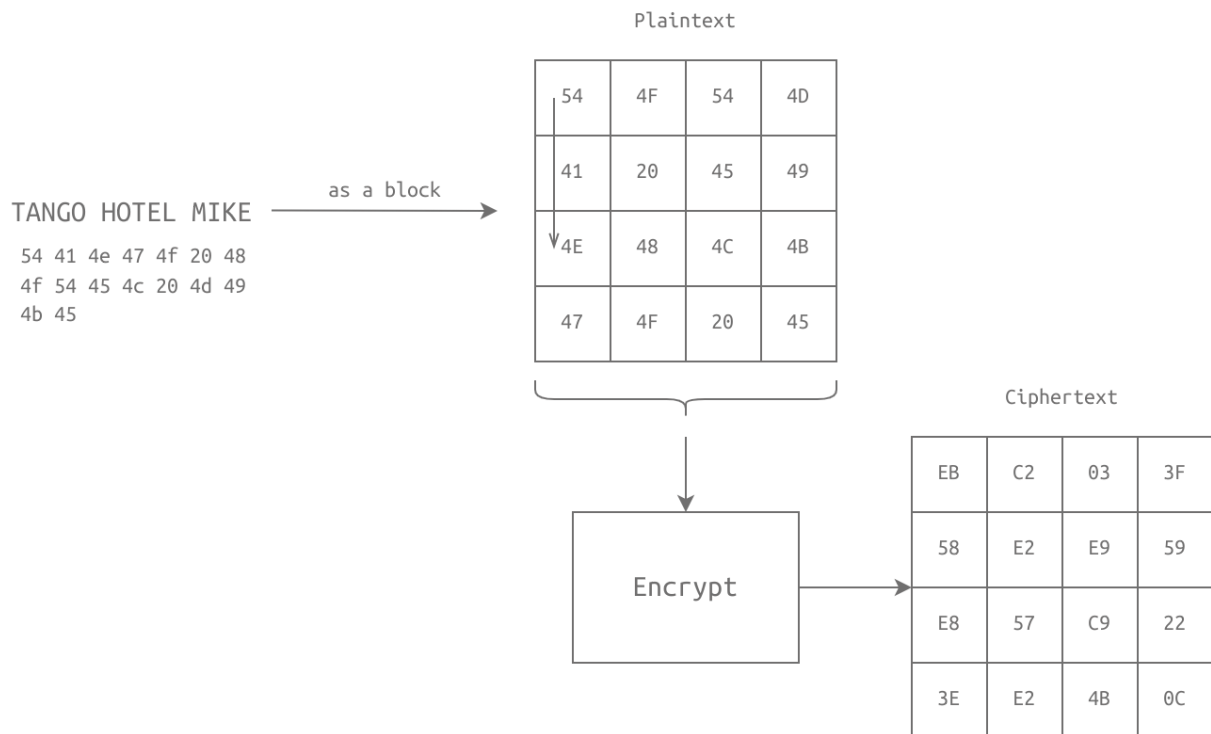 Plaintext
54 4F 54 4D
41 20 45 49
4E 48 4C 4B
47 4F 20 45
as a block
TANGO HOTEL MIKE
54 41 4e 47 4f 20 48
4f 54 45 4c 20 4d 49
4b 45
Ciphertext
EB C2 03 3F
58 E2 E9 59
E8 57 C9 22
3E E2 4B 0C
Encrypt